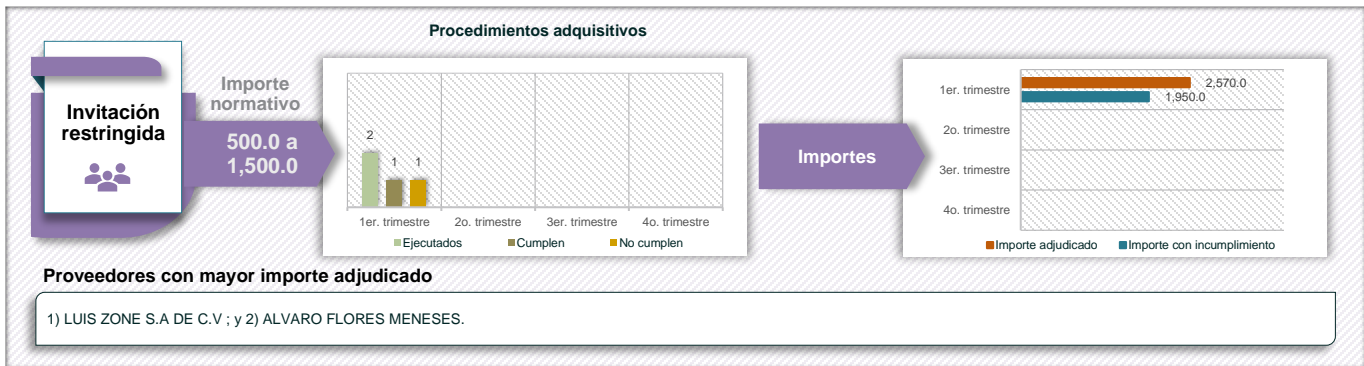 Procedimientos adquisitivos
Invitación
restringida
Importe
normativo
500.0 a
1,500.0
2
1
1
1er. trimestre
2o. trimestre
3er. trimestre
4o. trimestre
Ejecutados
Cumplen
No cumplen
Importes
1er. trimestre
2,570.0
1,950.0
2o. trimestre
3er. trimestre
4o. trimestre
Importe adjudicado
Importe con incumplimiento
Proveedores con mayor importe adjudicado
1) LUIS ZONE S.A DE C.V ; y 2) ALVARO FLORES MENESES.